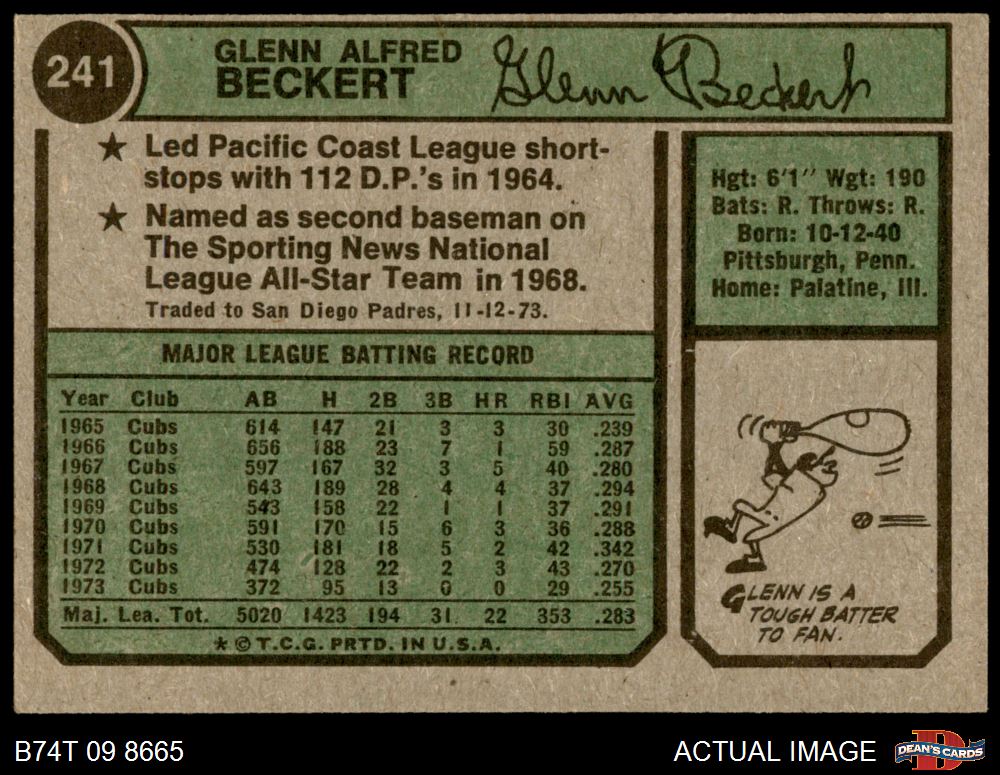 241
GLENN ALFRED
BECKERT
Glenn Beckert
★ Led Pacific Coast League short-
stops with 112 D.P.'s in 1964.
★ Named as second baseman on
The Sporting News National
League All-Star Team in 1968.
Traded to San Diego Padres, 11-12-73.
Hgt: 6'1" Wgt: 190
Bats: R. Throws: R.
Born: 10-12-40
Pittsburgh, Penn.
Home: Palatine, Ill.
MAJOR LEAGUE BATTING RECORD
Year Club AB H 2B 3B HR RBI AVG
1965 Cubs 614 147 21 3 3 30 .239
1966 Cubs 656 188 23 7 1 59 .287
1967 Cubs 597 167 32 3 5 40 .280
1968 Cubs 643 189 28 4 4 37 .294
1969 Cubs 543 158 22 1 1 37 .291
1970 Cubs 591 170 15 6 3 36 .288
1971 Cubs 530 181 18 5 2 42 .342
1972 Cubs 474 128 22 2 3 43 .270
1973 Cubs 372 95 13 0 0 29 .255
Maj. Lea. Tot. 5020 1423 194 31 22 353 .283
* © T.C.G. PRTD. IN U.S.A.
GLENN IS A
TOUGH BATTER
TO FAN.
B74T 09 8665
ACTUAL IMAGE
D
DEAN'S CARDS